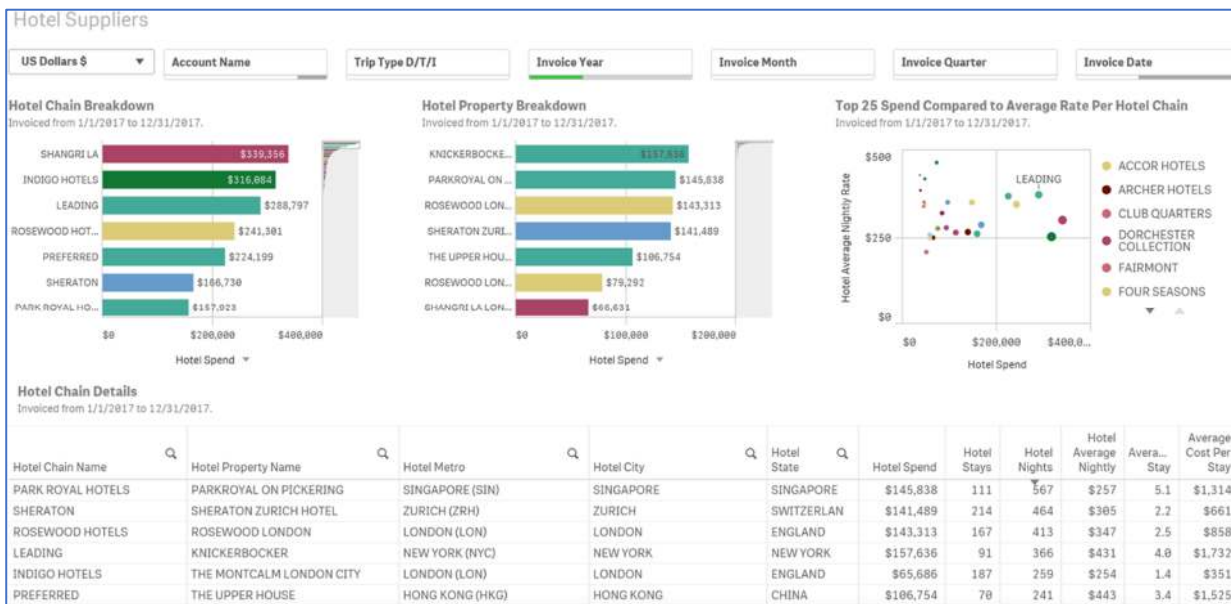 Hotel Suppliers
US Dollars $
Account Name
Trip Type D/T/I
Invoice Year
Invoice Month
Invoice Quarter
Invoice Date
Hotel Chain Breakdown
Invoiced from 1/1/2017 to 12/31/2017.
SHANGRI LA $339,356
INDIGO HOTELS $316,084
LEADING $288,797
ROSEWOOD HOT... $241,301
PREFERRED $224,199
SHERATON $166,730
PARK ROYAL HO... $157,023
$0 $200,000 $400,000
Hotel Spend
Hotel Property Breakdown
Invoiced from 1/1/2017 to 12/31/2017.
KNICKERBOCKE... $157,636
PARKROYAL ON ... $145,838
ROSEWOOD LON... $143,313
SHERATON ZURI... $141,489
THE UPPER HOU... $106,754
ROSEWOOD LON... $79,292
SHANGRI LA LON... $66,631
$0 $100,000 $200,000
Hotel Spend
Top 25 Spend Compared to Average Rate Per Hotel Chain
Invoiced from 1/1/2017 to 12/31/2017.
Hotel Average Nightly Rate
$500
$250
$0
LEADING
$0 $200,000 $400,0...
Hotel Spend
ACCOR HOTELS
ARCHER HOTELS
CLUB QUARTERS
DORCHESTER
COLLECTION
FAIRMONT
FOUR SEASONS
Hotel Chain Details
Invoiced from 1/1/2017 to 12/31/2017.
Hotel Chain Name Hotel Property Name Hotel Metro Hotel City Hotel State Hotel Spend Hotel Stays Hotel Nights Hotel Average Nightly Avera... Stay Average Cost Per Stay
PARK ROYAL HOTELS PARKROYAL ON PICKERING SINGAPORE (SIN) SINGAPORE SINGAPORE $145,838 111 567 $257 5.1 $1,314
SHERATON SHERATON ZURICH HOTEL ZURICH (ZRH) ZURICH SWITZERLAN $141,489 214 464 $305 2.2 $661
ROSEWOOD HOTELS ROSEWOOD LONDON LONDON (LON) LONDON ENGLAND $143,313 167 413 $347 2.5 $858
LEADING KNICKERBOCKER NEW YORK (NYC) NEW YORK NEW YORK $157,636 91 366 $431 4.0 $1,732
INDIGO HOTELS THE MONTCALM LONDON CITY LONDON (LON) LONDON ENGLAND $65,686 187 259 $254 1.4 $351
PREFERRED THE UPPER HOUSE HONG KONG (HKG) HONG KONG CHINA $106,754 70 241 $443 3.4 $1,525